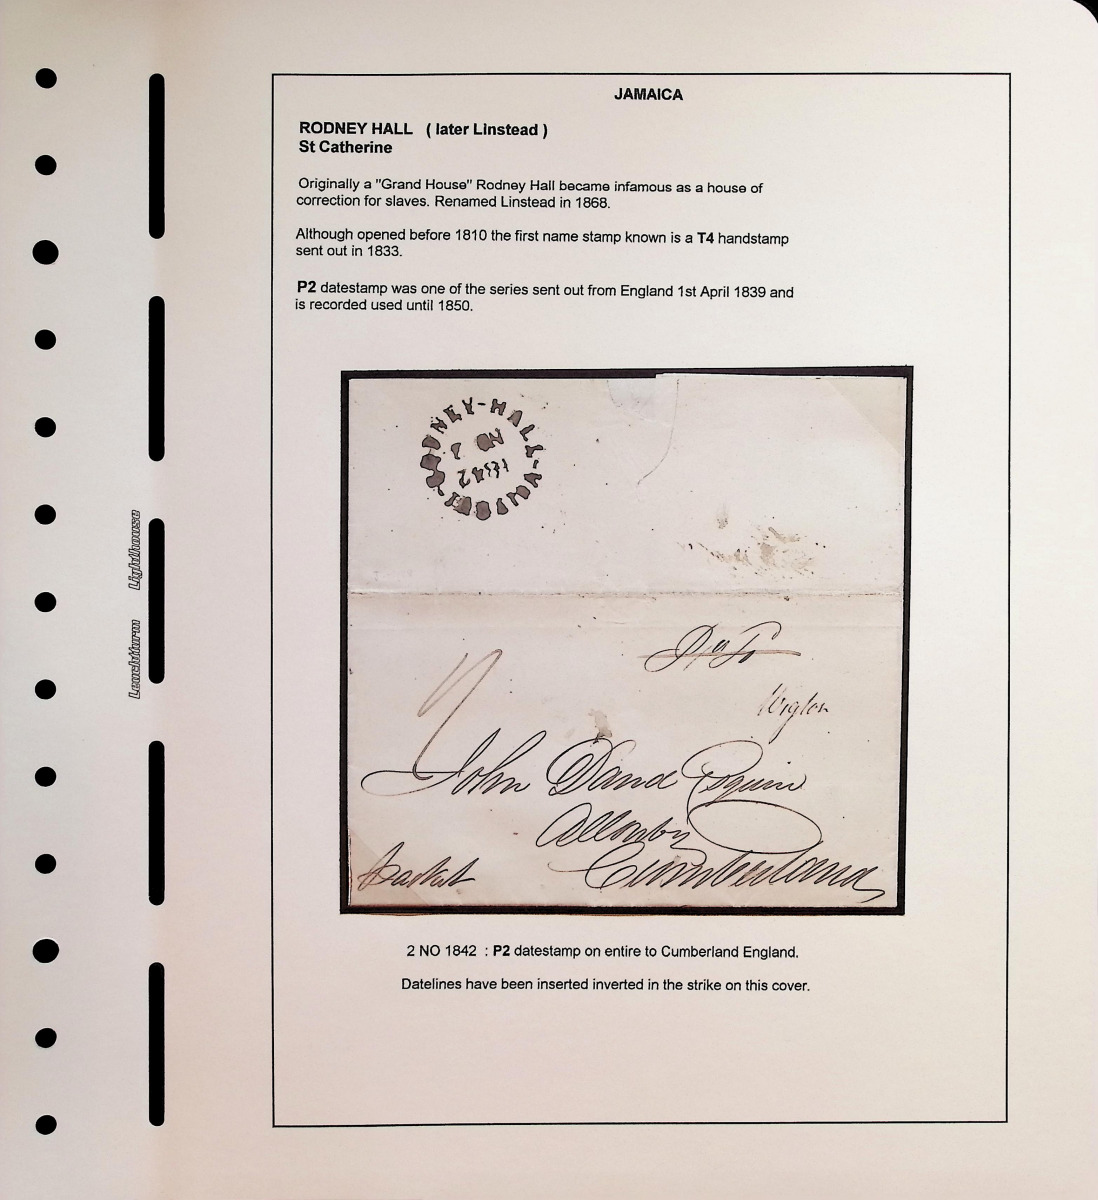 JAMAICA
RODNEY HALL ( later Linstead )
St Catherine
Originally a "Grand House" Rodney Hall became infamous as a house of
correction for slaves. Renamed Linstead in 1868.
Although opened before 1810 the first name stamp known is a T4 handstamp
sent out in 1833.
P2 datestamp was one of the series sent out from England 1st April 1839 and
is recorded used until 1850.
RODNEY-HALL-JAMAICA
2 NO
1842
Wigton
John Esquire
Allonby
Cumberland
Packet
2 NO 1842 : P2 datestamp on entire to Cumberland England.
Datelines have been inserted inverted in the strike on this cover.
Leuchtturm Lighthouse